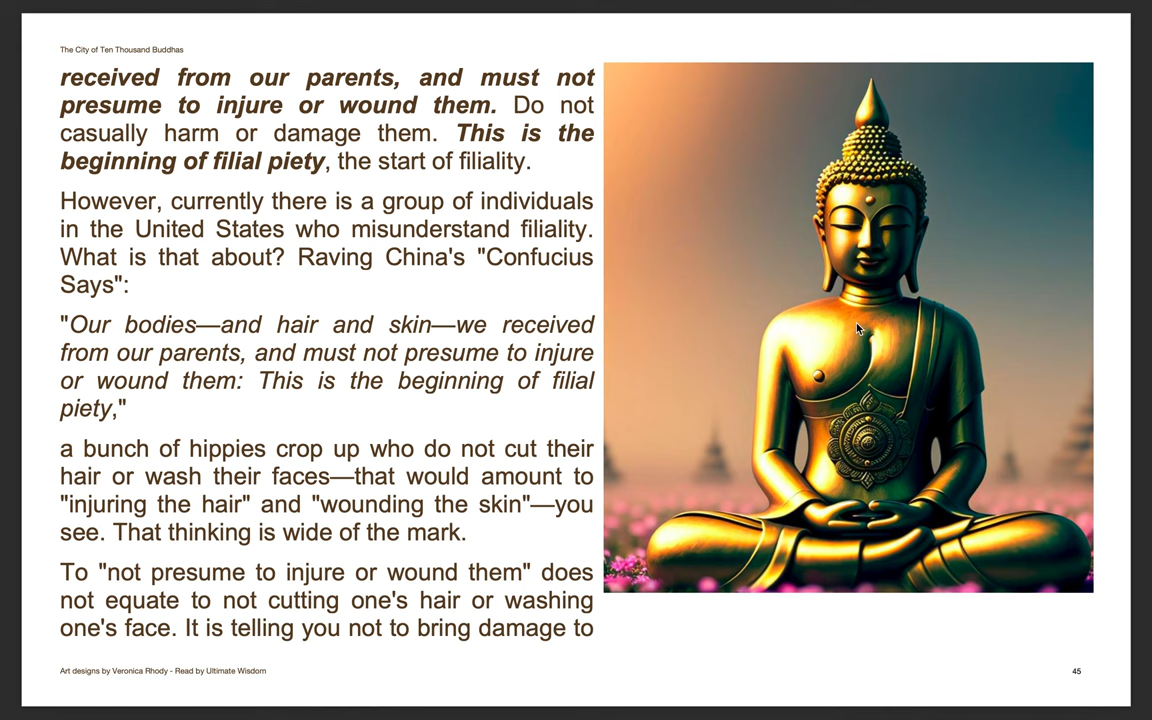 The City of Ten Thousand Buddhas
received from our parents, and must not
presume to injure or wound them. Do not
casually harm or damage them. This is the
beginning of filial piety, the start of filiality.
However, currently there is a group of individuals
in the United States who misunderstand filiality.
What is that about? Raving China's "Confucius
Says":
"Our bodies—and hair and skin—we received
from our parents, and must not presume to injure
or wound them: This is the beginning of filial
piety,"
a bunch of hippies crop up who do not cut their
hair or wash their faces—that would amount to
"injuring the hair" and "wounding the skin"—you
see. That thinking is wide of the mark.
To "not presume to injure or wound them" does
not equate to not cutting one's hair or washing
one's face. It is telling you not to bring damage to
Art designs by Veronica Rhody - Read by Ultimate Wisdom
45